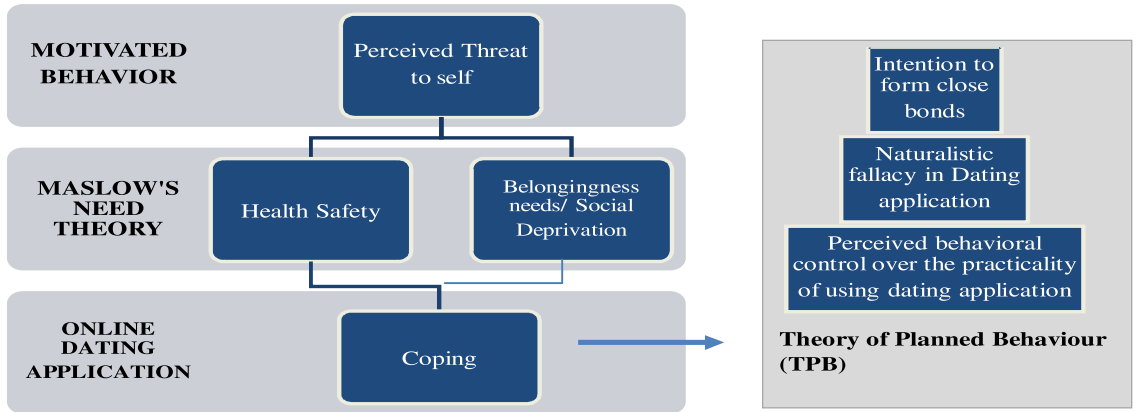 MOTIVATED
BEHAVIOR
Perceived Threat
to self
MASLOW'S
NEED
THEORY
Health Safety
Belongingness
needs/ Social
Deprivation
ONLINE
DATING
APPLICATION
Coping
Intention to
form close
bonds
Naturalistic
fallacy in Dating
application
Perceived behavioral
control over the practicality
of using dating application
Theory of Planned Behaviour
(TPB)